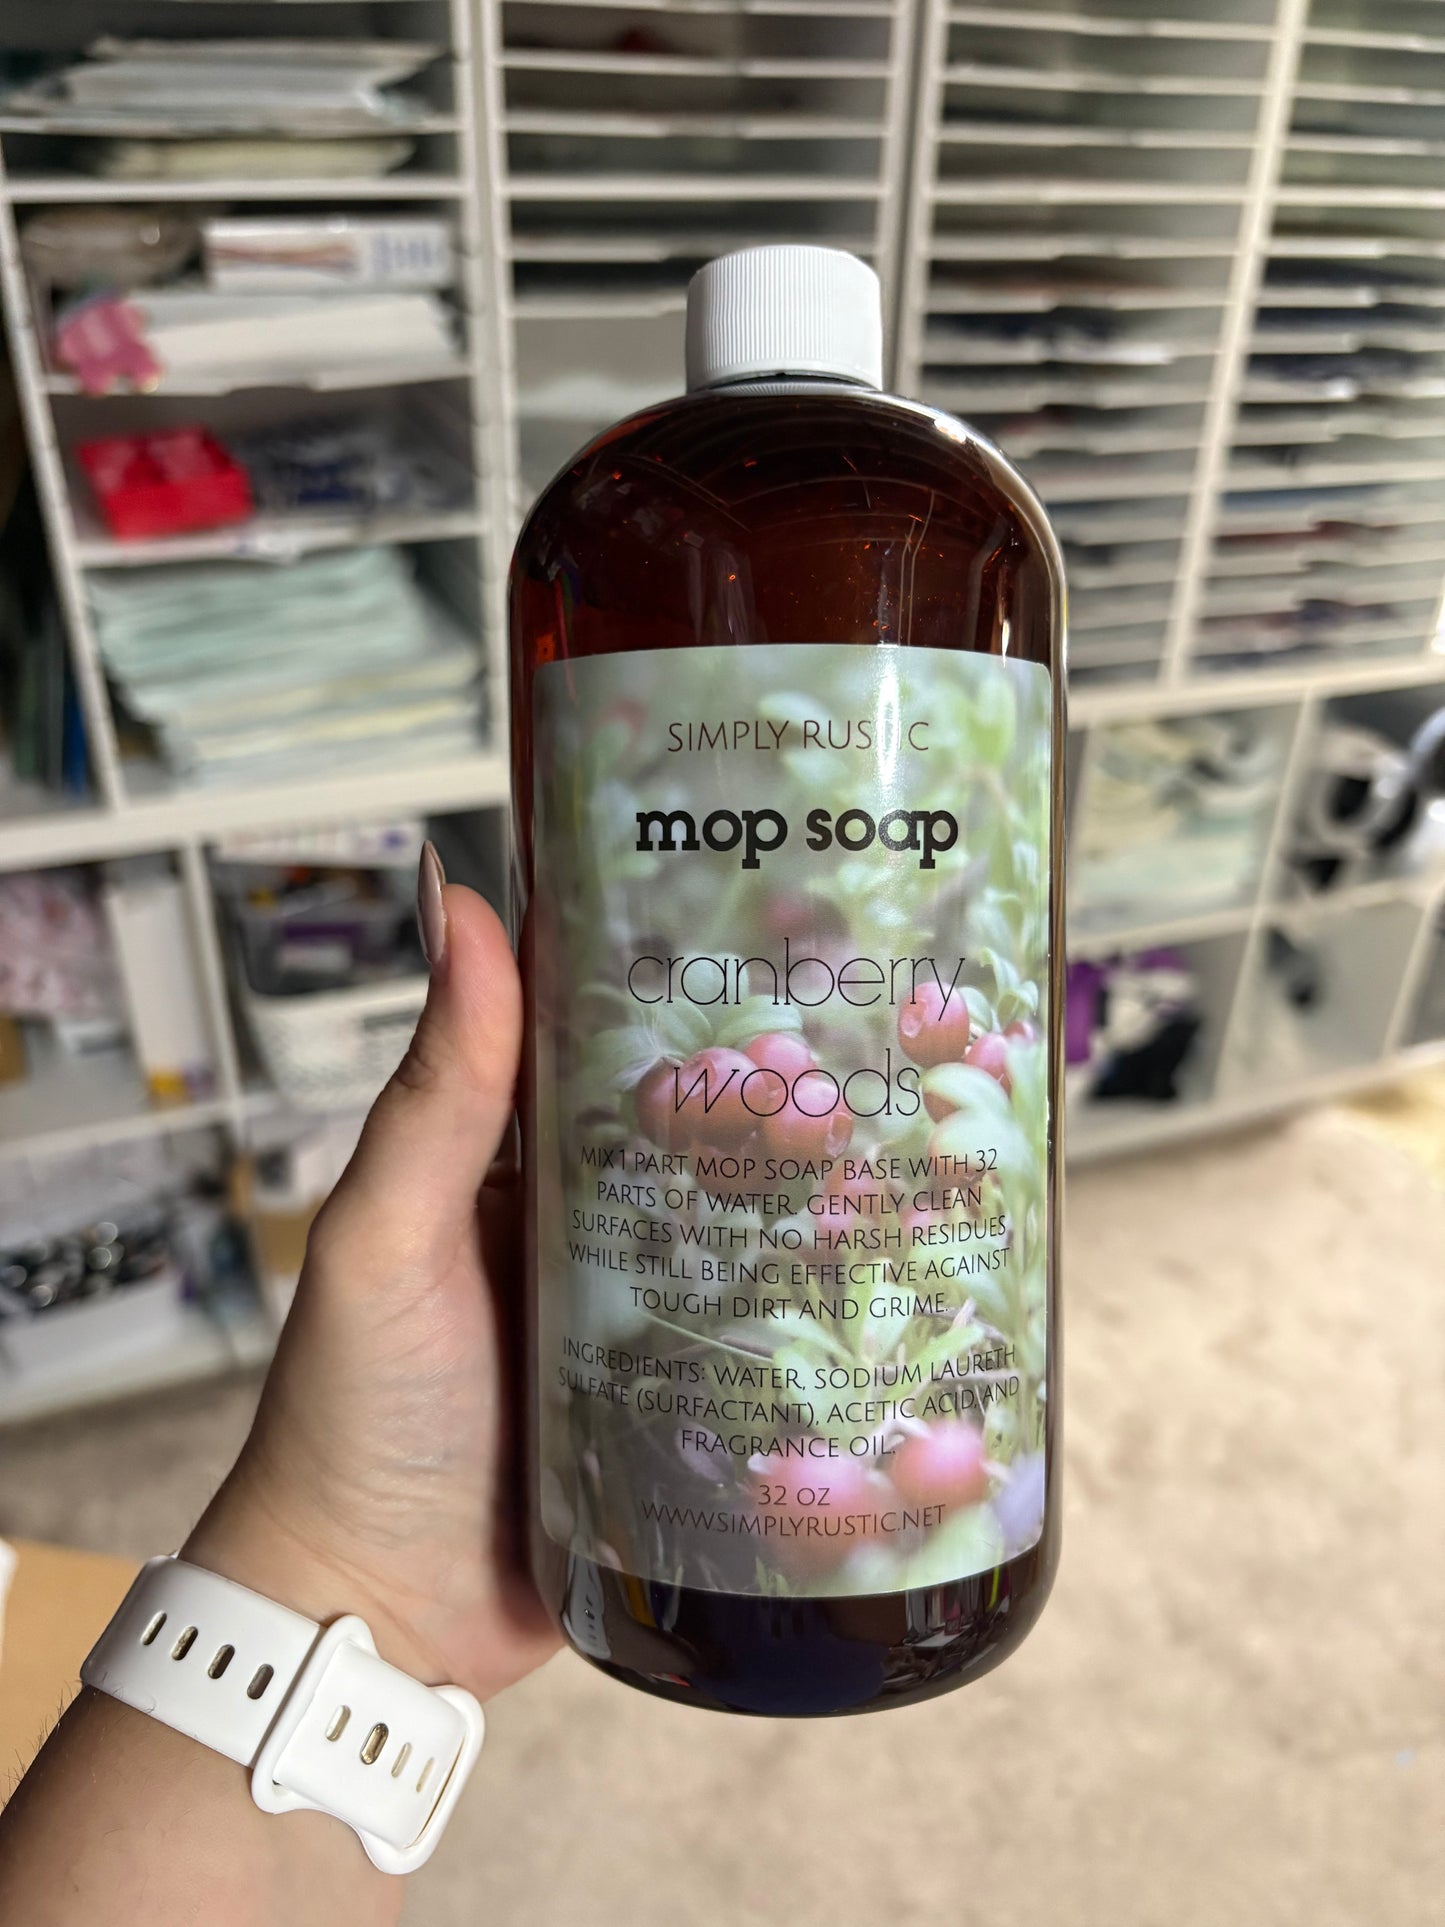 SIMPLY RUSTIC
mop soap
cranberry
woods
MIX 1 PART MOP SOAP BASE WITH 32
PARTS OF WATER. GENTLY CLEAN
SURFACES WITH NO HARSH RESIDUES
WHILE STILL BEING EFFECTIVE AGAINST
TOUGH DIRT AND GRIME.
INGREDIENTS: WATER, SODIUM LAURETH
SULFATE (SURFACTANT), ACETIC ACID, AND
FRAGRANCE OIL.
32 OZ
WWW.SIMPLYRUSTIC.NET